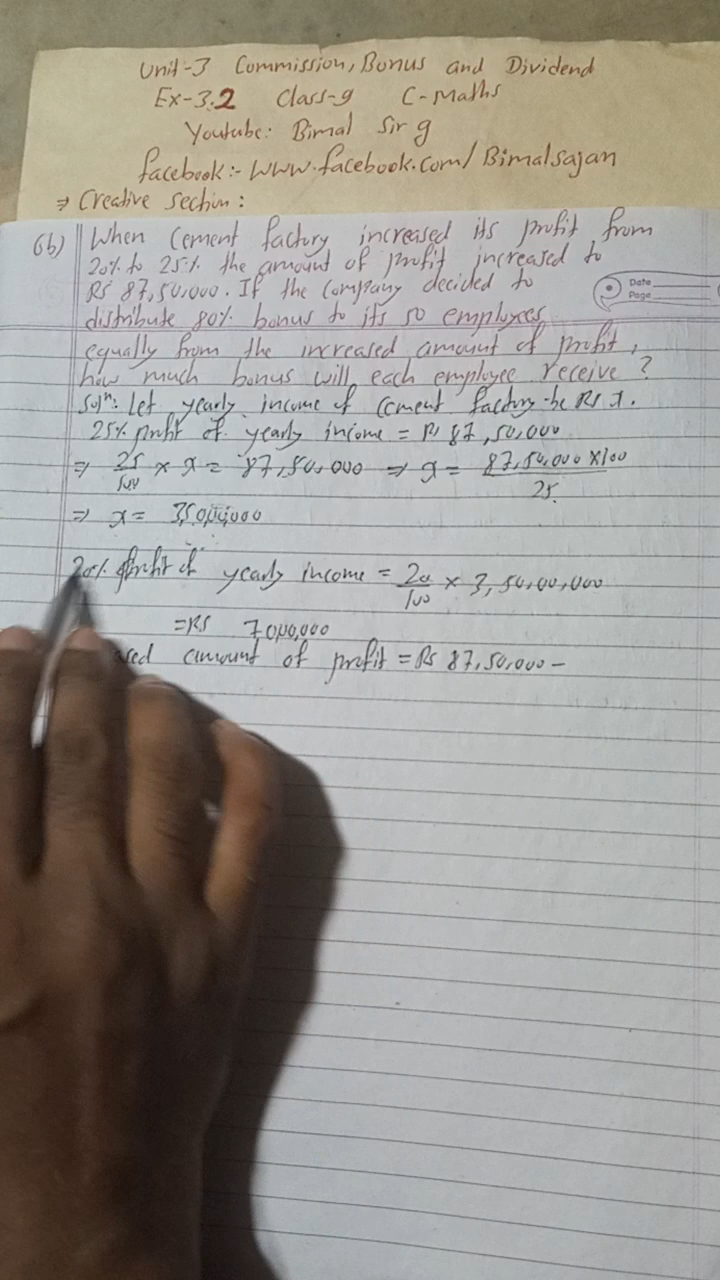 Unit-3 Commission, Bonus and Dividend
Ex-3.2 Class-9 C-Maths
Youtube: Bimal Sir g
facebook:- www.facebook.com/Bimalsajan
⇒ Creative section:
6b) When Cement factory increased its profit from
20% to 25% the amount of profit increased to
RS 87,50,000. If the company decided to
Date
Page
distribute 80% bonus to its 50 employees
equally from the increased amount of profit,
how much bonus will each employee receive?
Solⁿ: Let yearly income of cement factory be Rs x.
25% profit of yearly income = Rs 87,50,000
⇒ 25/100 × x = 87,50,000 ⇒ x = 87,50,000 × 100 / 25
⇒ x = 35000000
20% profit of yearly income = 20/100 × 3,50,00,000
= RS 7000,000
ased amount of profit = Rs 87,50,000 -